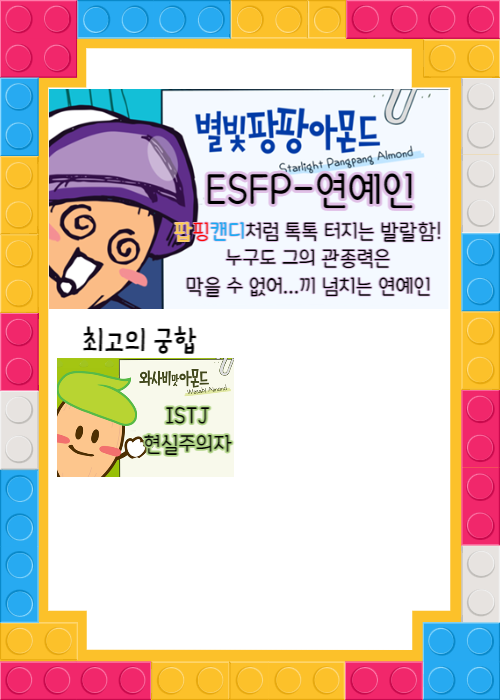 별빛팡팡아몬드
Starlight Pangpang Almond
ESFP-연예인
팝핑캔디처럼 톡톡 터지는 발랄함!
누구도 그의 관종력은
막을 수 없어...끼 넘치는 연예인
최고의 궁합
와사비맛아몬드
Wasabi Almond
ISTJ
현실주의자